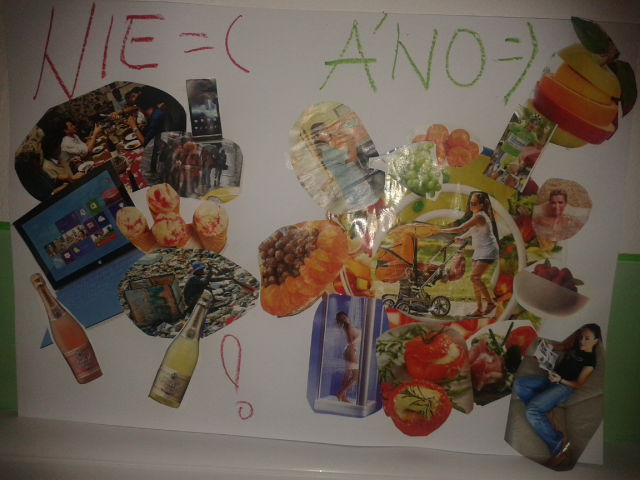 NIE = (
ÁNO = )
!